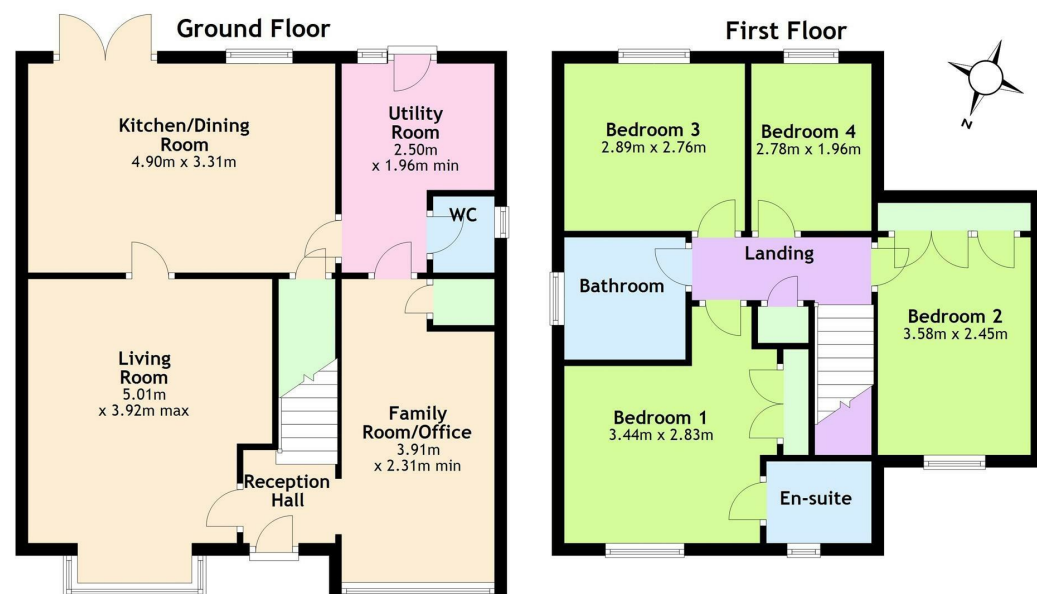 Ground Floor
Kitchen/Dining
Room
4.90m x 3.31m
Utility
Room
2.50m
x 1.96m min
WC
Living
Room
5.01m
x 3.92m max
Family
Room/Office
3.91m
x 2.31m min
Reception
Hall
First Floor
N
Bedroom 3
2.89m x 2.76m
Bedroom 4
2.78m x 1.96m
Landing
Bathroom
Bedroom 2
3.58m x 2.45m
Bedroom 1
3.44m x 2.83m
En-suite